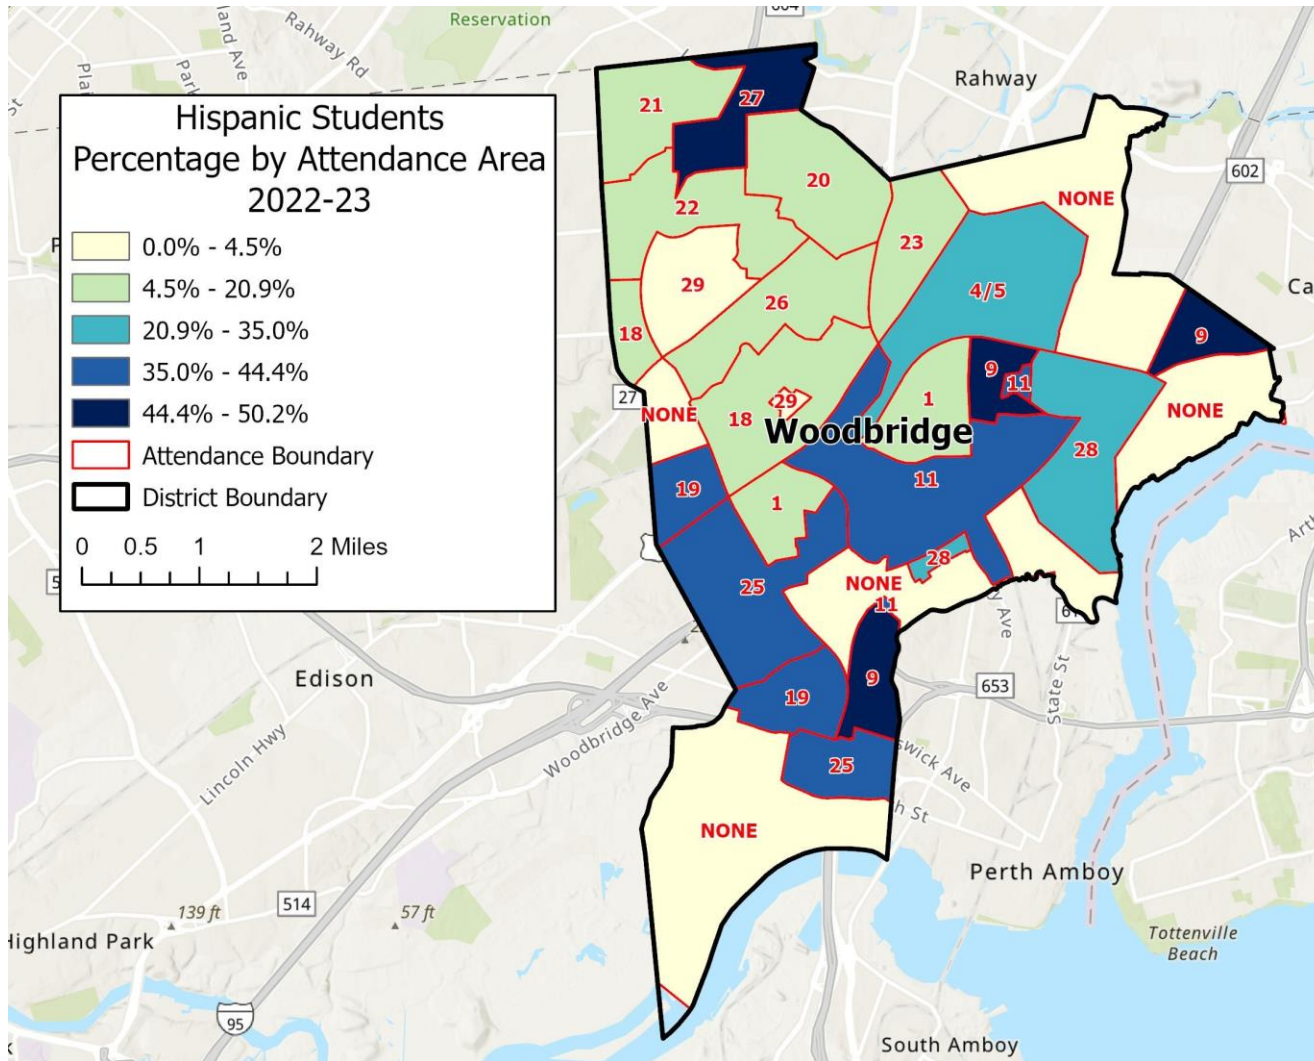 Reservation
Rahway Rd
Rahway
602
Hispanic Students
Percentage by Attendance Area
2022-23
0.0% - 4.5%
4.5% - 20.9%
20.9% - 35.0%
35.0% - 44.4%
44.4% - 50.2%
Attendance Boundary
District Boundary
0 0.5 1 2 Miles
21
27
20
22
NONE
23
29
26
4/5
18
9
9
11
27
NONE
29
1
NONE
18
Woodbridge
28
19
11
1
28
25
NONE
11
9
19
25
NONE
Edison
653
State St
Woodbridge Ave
Lincoln Hwy
Perth Amboy
139 ft
514
57 ft
Highland Park
Tottenville
Beach
95
South Amboy